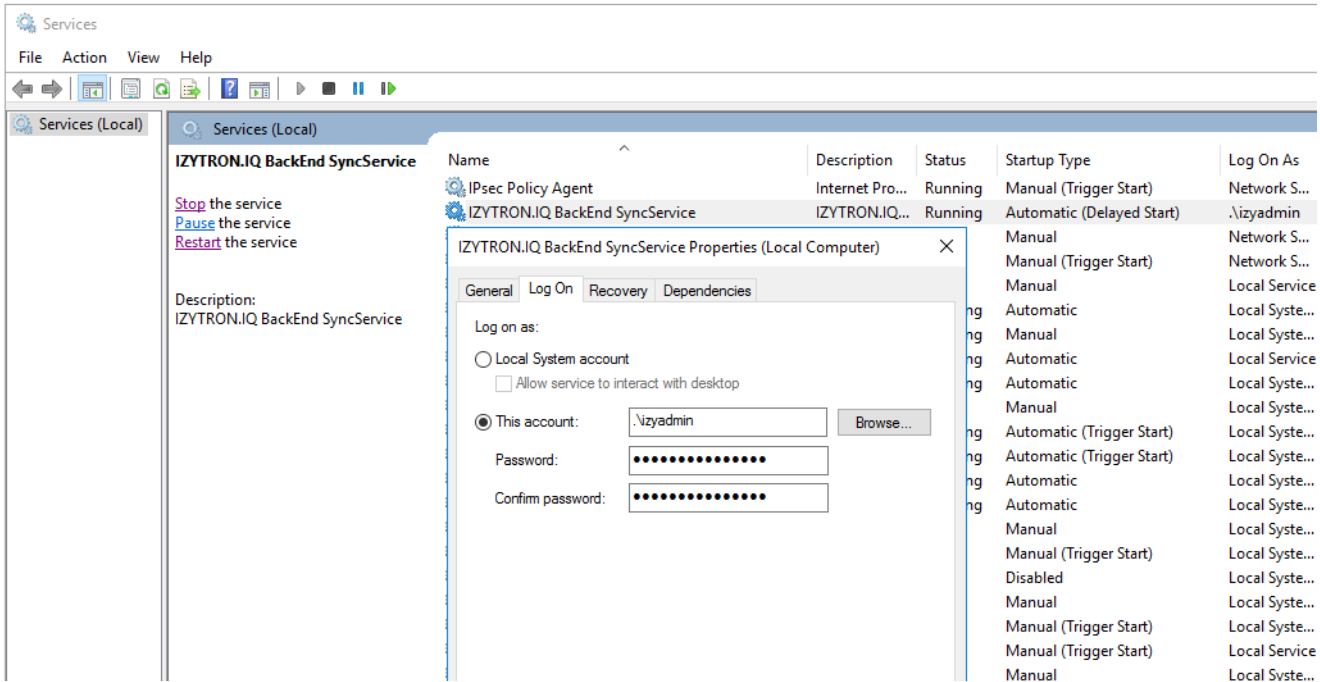 Services
File Action View Help
Services (Local)
Services (Local)
IZYTRON.IQ BackEnd SyncService
Stop the service
Pause the service
Restart the service
Description:
IZYTRON.IQ BackEnd SyncService
Name Description Status Startup Type Log On As
IPsec Policy Agent Internet Pro... Running Manual (Trigger Start) Network S...
IZYTRON.IQ BackEnd SyncService IZYTRON.IQ... Running Automatic (Delayed Start) .\izyadmin
Manual Network S...
Manual (Trigger Start) Network S...
Manual Local Service
ng Automatic Local Syste...
ng Manual Local Syste...
ng Automatic Local Service
ng Automatic Local Syste...
Manual Local Syste...
ng Automatic (Trigger Start) Local Syste...
ng Automatic (Trigger Start) Local Syste...
ng Automatic Local Syste...
ng Automatic Local Syste...
Manual Local Syste...
Manual (Trigger Start) Local Syste...
Disabled Local Syste...
Manual Local Syste...
Manual (Trigger Start) Local Syste...
Manual (Trigger Start) Local Service
Manual Local Syste...
IZYTRON.IQ BackEnd SyncService Properties (Local Computer)
General Log On Recovery Dependencies
Log on as:
Local System account
Allow service to interact with desktop
This account: .\izyadmin Browse...
Password: •••••••••••••••
Confirm password: •••••••••••••••